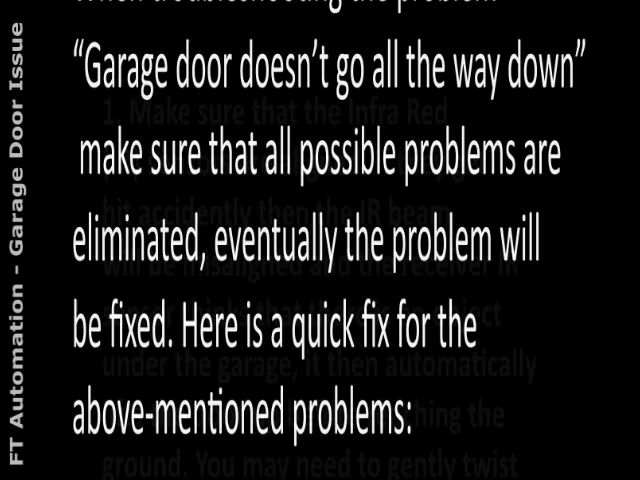 When troubleshooting the problem
“Garage door doesn’t go all the way down”
make sure that all possible problems are
eliminated, eventually the problem will
be fixed. Here is a quick fix for the
above-mentioned problems:
1. Make sure that the Infra Red
hit accidently then the IR beam
will be misaligned and the receiver IR
under the garage, it then automatically
ground. You may need to gently twist
FT Automation - Garage Door Issue